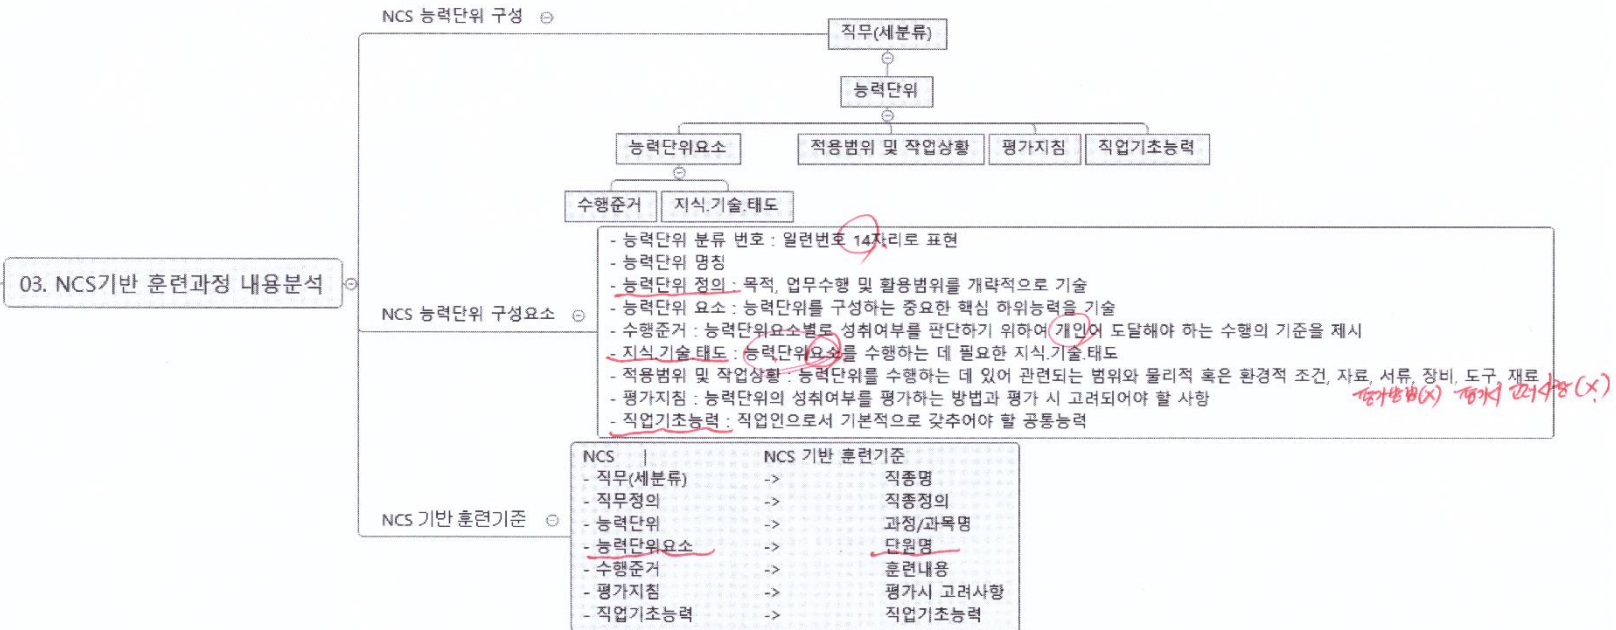 NCS 능력단위 구성
직무(세분류)
능력단위
능력단위요소 적용범위 및 작업상황 평가지침 직업기초능력
수행준거 지식.기술.태도
03. NCS기반 훈련과정 내용분석
NCS 능력단위 구성요소
- 능력단위 분류 번호 : 일련번호 14자리로 표현
- 능력단위 명칭
- 능력단위 정의 : 목적, 업무수행 및 활용범위를 개략적으로 기술
- 능력단위 요소 : 능력단위를 구성하는 중요한 핵심 하위능력을 기술
- 수행준거 : 능력단위요소별로 성취여부를 판단하기 위하여 개인이 도달해야 하는 수행의 기준을 제시
- 지식.기술.태도 : 능력단위요소를 수행하는 데 필요한 지식.기술.태도
- 적용범위 및 작업상황 : 능력단위를 수행하는 데 있어 관련되는 범위와 물리적 혹은 환경적 조건, 자료, 서류, 장비, 도구, 재료
- 평가지침 : 능력단위의 성취여부를 평가하는 방법과 평가 시 고려되어야 할 사항
평가방법(X) 평가시 고려사항(X)
- 직업기초능력 : 직업인으로서 기본적으로 갖추어야 할 공통능력
NCS 기반 훈련기준
NCS NCS 기반 훈련기준
- 직무(세분류) -> 직종명
- 직무정의 -> 직종정의
- 능력단위 -> 과정/과목명
- 능력단위요소 -> 단원명
- 수행준거 -> 훈련내용
- 평가지침 -> 평가시 고려사항
- 직업기초능력 -> 직업기초능력